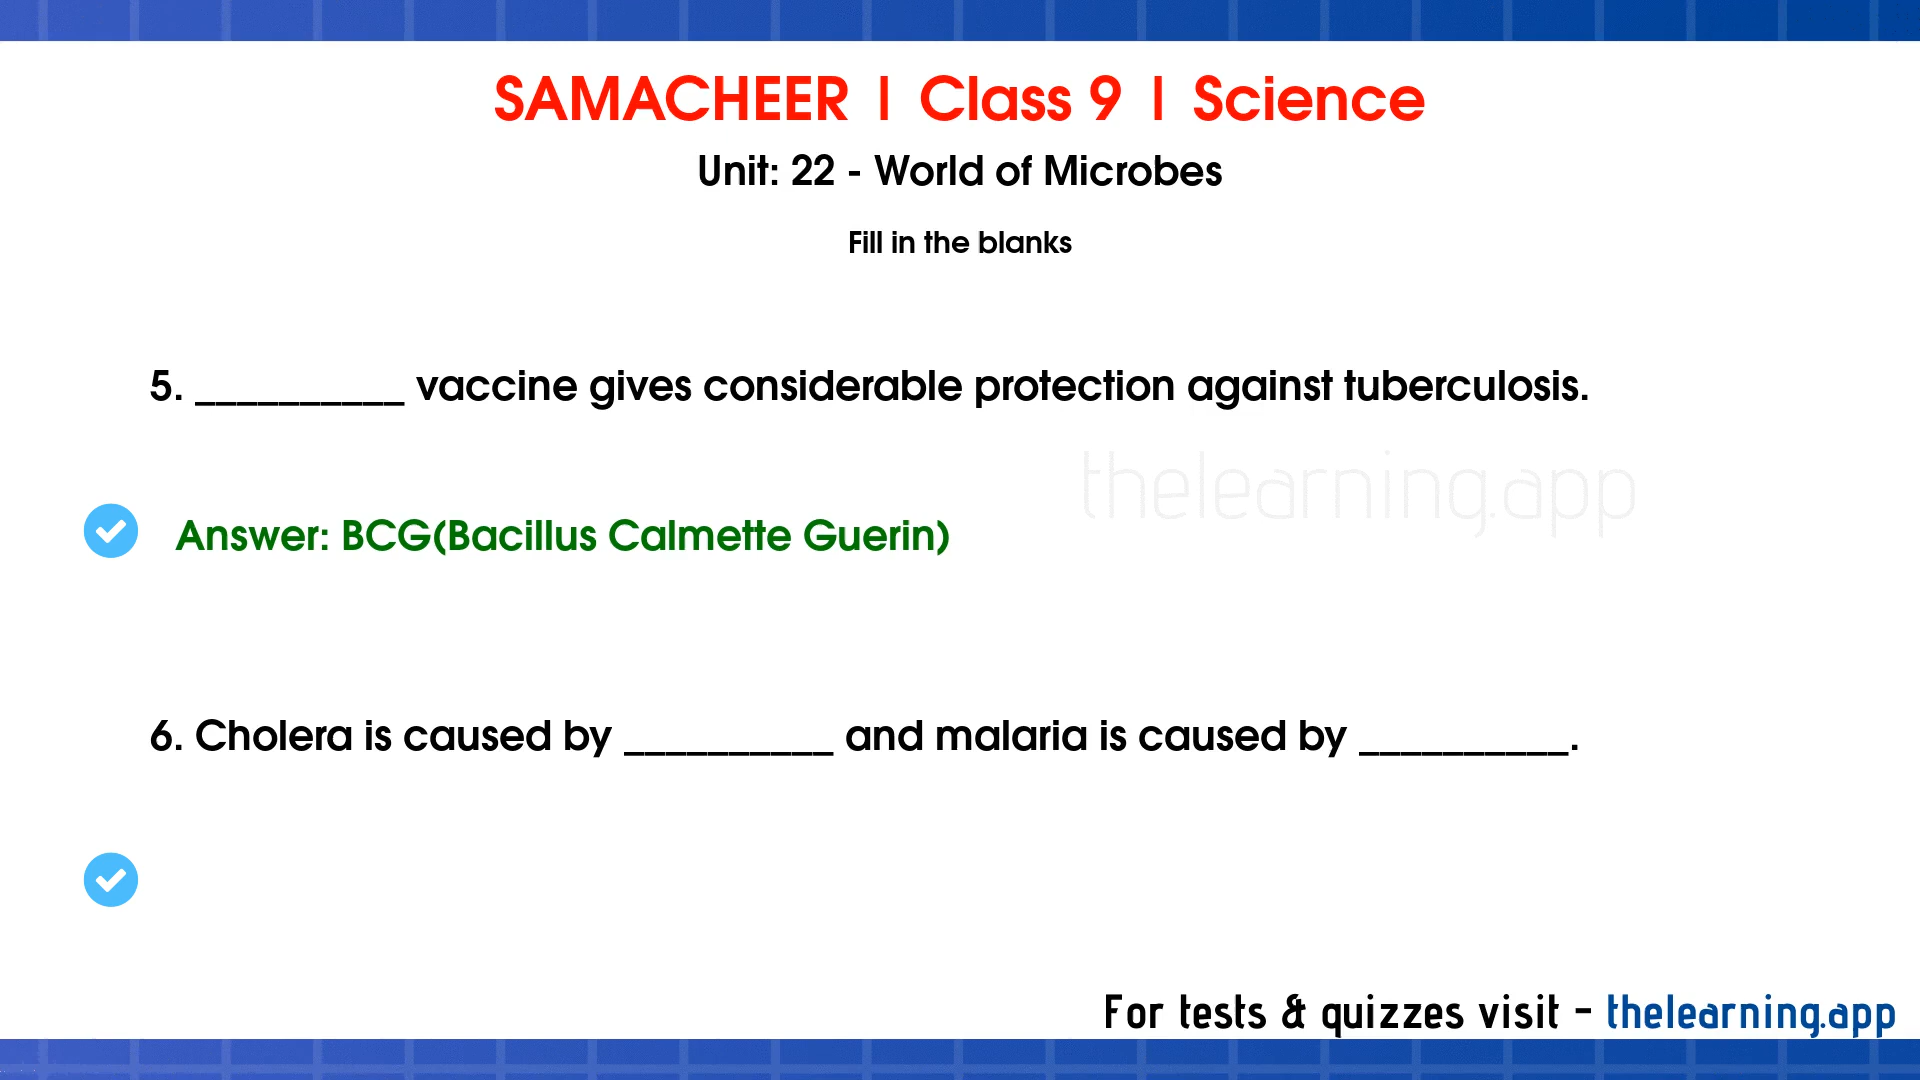 SAMACHEER | Class 9 | Science
Unit: 22 - World of Microbes
Fill in the blanks
5. __________ vaccine gives considerable protection against tuberculosis.
thelearning.app
Answer: BCG(Bacillus Calmette Guerin)
6. Cholera is caused by __________ and malaria is caused by __________.
For tests & quizzes visit - thelearning.app